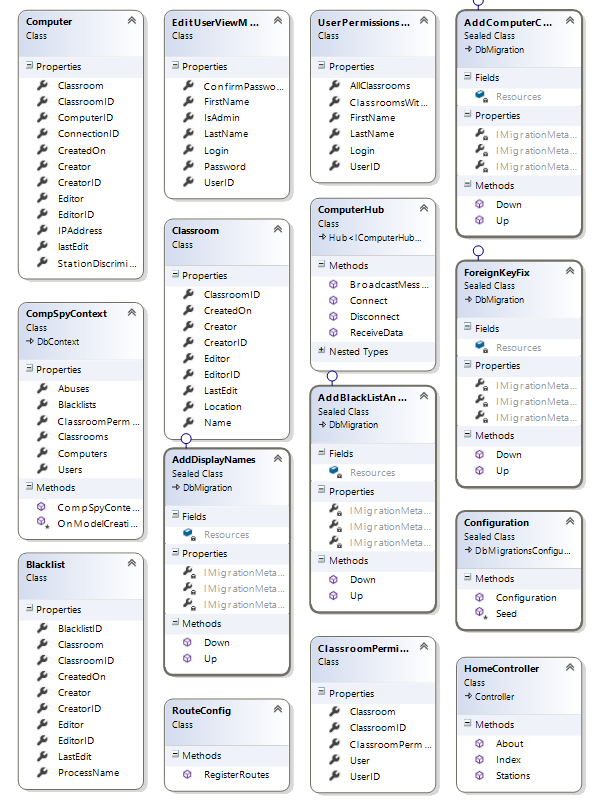 Computer
Class
Properties
Classroom
ClassroomID
ComputerID
ConnectionID
CreatedOn
Creator
CreatorID
Editor
EditorID
IPAddress
lastEdit
StationDiscrimi...
CompSpyContext
Class
DbContext
Properties
Abuses
Blacklists
ClassroomPerm...
Classrooms
Computers
Users
Methods
CompSpyConte...
OnModelCreati...
Blacklist
Class
Properties
BlacklistID
Classroom
ClassroomID
CreatedOn
Creator
CreatorID
Editor
EditorID
LastEdit
ProcessName
EditUserViewM...
Class
Properties
ConfirmPasswo...
FirstName
IsAdmin
LastName
Login
Password
UserID
Classroom
Class
Properties
ClassroomID
CreatedOn
Creator
CreatorID
Editor
EditorID
LastEdit
Location
Name
AddDisplayNames
Sealed Class
DbMigration
Fields
Resources
Properties
IMigrationMeta...
IMigrationMeta...
IMigrationMeta...
Methods
Down
Up
RouteConfig
Class
Methods
RegisterRoutes
UserPermissions...
Class
Properties
AllClassrooms
ClassroomsWit...
FirstName
LastName
Login
UserID
ComputerHub
Class
Hub<IComputerHub...
Methods
BroadcastMess...
Connect
Disconnect
ReceiveData
Nested Types
AddBlackListAn...
Sealed Class
DbMigration
Fields
Resources
Properties
IMigrationMeta...
IMigrationMeta...
IMigrationMeta...
Methods
Down
Up
ClassroomPermi...
Class
Properties
Classroom
ClassroomID
ClassroomPerm...
User
UserID
AddComputerC...
Sealed Class
DbMigration
Fields
Resources
Properties
IMigrationMeta...
IMigrationMeta...
IMigrationMeta...
Methods
Down
Up
ForeignKeyFix
Sealed Class
DbMigration
Fields
Resources
Properties
IMigrationMeta...
IMigrationMeta...
IMigrationMeta...
Methods
Down
Up
Configuration
Sealed Class
DbMigrationsConfigu...
Methods
Configuration
Seed
HomeController
Class
Controller
Methods
About
Index
Stations